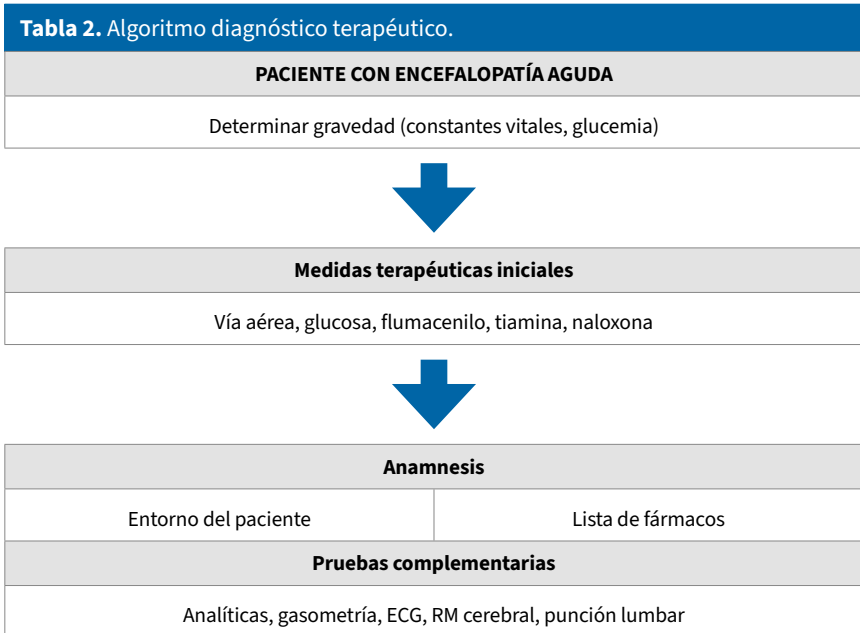 Tabla 2. Algoritmo diagnóstico terapéutico.
PACIENTE CON ENCEFALOPATÍA AGUDA
Determinar gravedad (constantes vitales, glucemia)
Medidas terapéuticas iniciales
Vía aérea, glucosa, flumacenilo, tiamina, naloxona
Anamnesis
Entorno del paciente
Lista de fármacos
Pruebas complementarias
Analíticas, gasometría, ECG, RM cerebral, punción lumbar